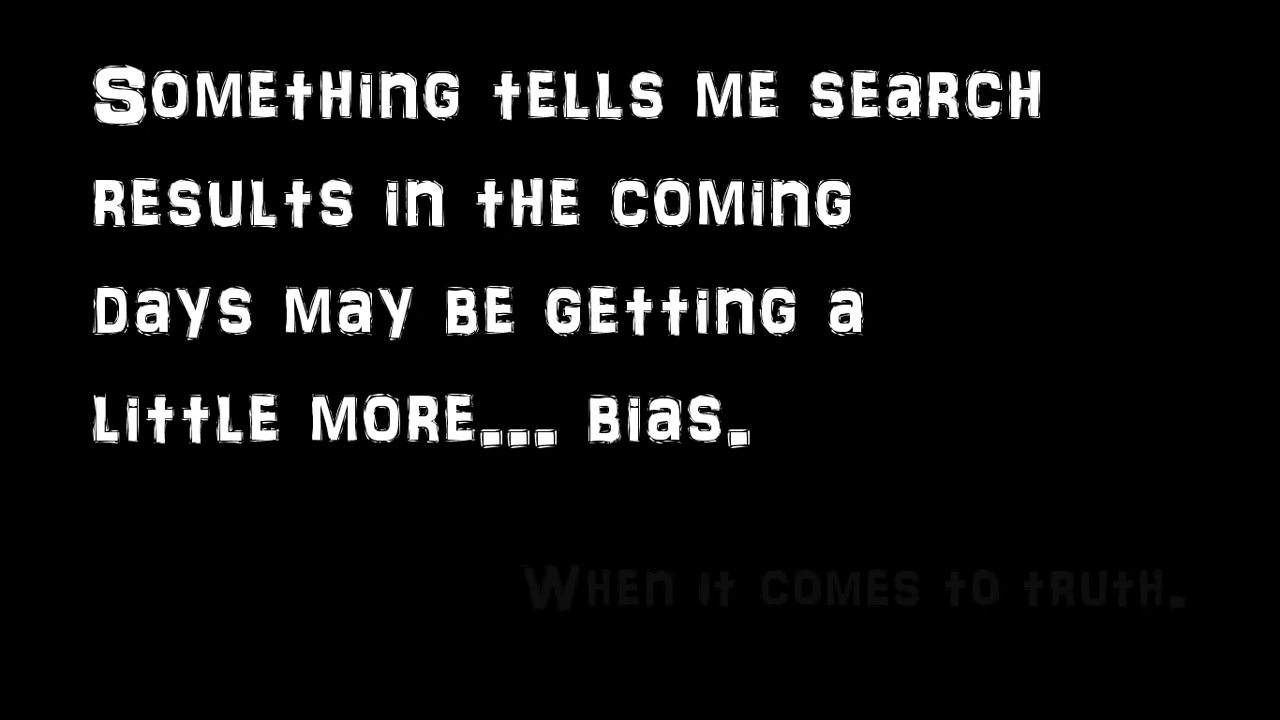 Something tells me search
results in the coming
days may be getting a
little more... bias.
When it comes to truth.